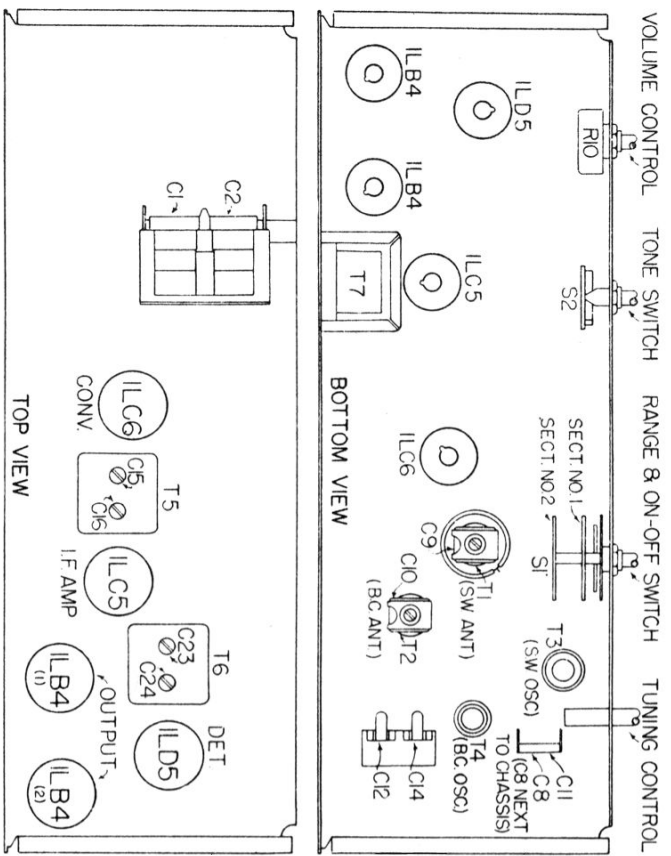 VOLUME CONTROL
TONE SWITCH
RANGE & ON-OFF SWITCH
TUNING CONTROL
R10
S2
SECT. NO.1
SECT. NO.2
S1
T3
(SW OSC)
C11
C8
(C8 NEXT
TO CHASSIS)
1LD5
1LB4
1LB4
1LC5
T7
1LC6
C9
T1
(SW ANT)
C10
T2
(BC ANT)
T4
(BC. OSC.)
C14
C12
BOTTOM VIEW
C2
C1
1LC6
CONV.
C15
C16
T5
1LC5
I.F. AMP
T6
C23
C24
DET
1LD5
OUTPUT
1LB4
(1)
1LB4
(2)
TOP VIEW